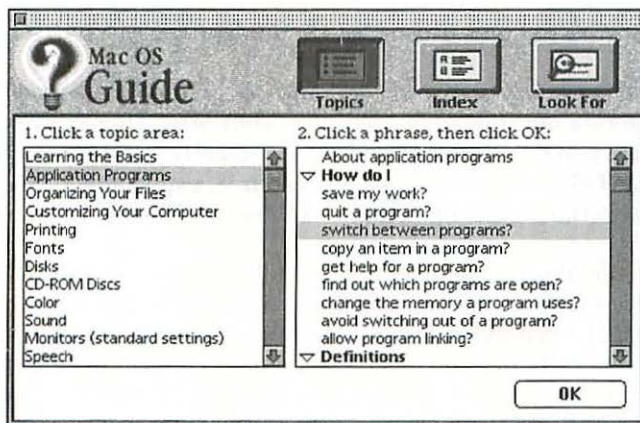 Mac OS
Guide
Topics
Index
Look For
1. Click a topic area:
Learning the Basics
Application Programs
Organizing Your Files
Customizing Your Computer
Printing
Fonts
Disks
CD-ROM Discs
Color
Sound
Monitors (standard settings)
Speech
2. Click a phrase, then click OK:
About application programs
How do I
save my work?
quit a program?
switch between programs?
copy an item in a program?
get help for a program?
find out which programs are open?
change the memory a program uses?
avoid switching out of a program?
allow program linking?
Definitions
OK